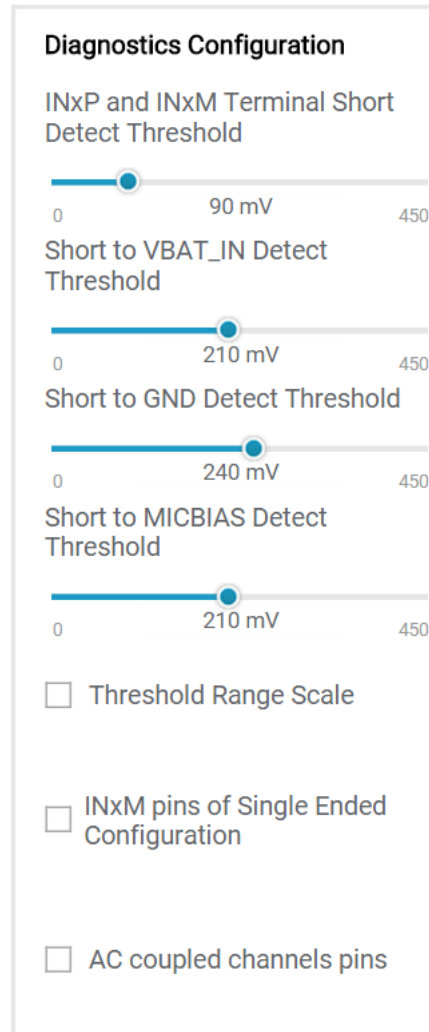 Diagnostics Configuration
INxP and INxM Terminal Short
Detect Threshold
90 mV
0 450
Short to VBAT_IN Detect
Threshold
210 mV
0 450
Short to GND Detect Threshold
240 mV
0 450
Short to MICBIAS Detect
Threshold
210 mV
0 450
Threshold Range Scale
INxM pins of Single Ended
Configuration
AC coupled channels pins